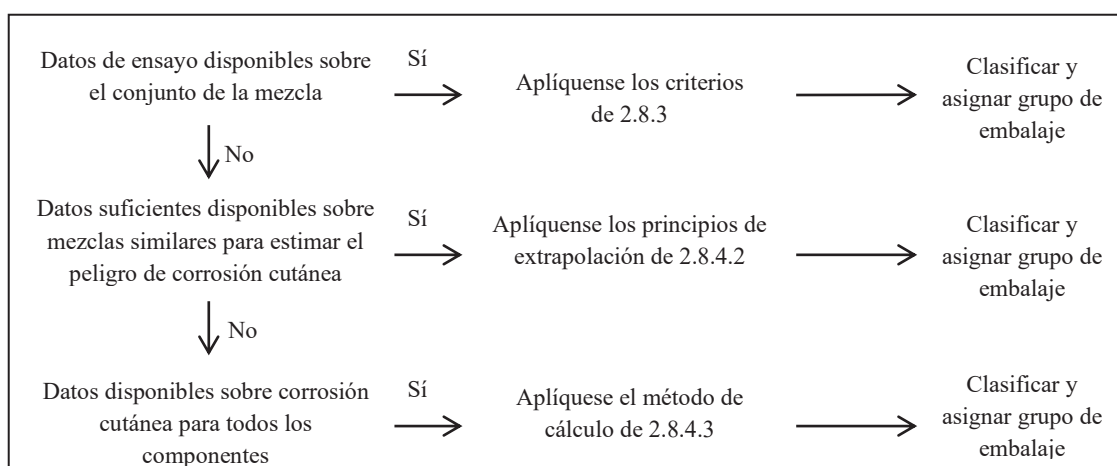 Datos de ensayo disponibles sobre
el conjunto de la mezcla
Sí
Aplíquense los criterios
de 2.8.3
Clasificar y
asignar grupo de
embalaje
No
Datos suficientes disponibles sobre
mezclas similares para estimar el
peligro de corrosión cutánea
Sí
Aplíquense los principios de
extrapolación de 2.8.4.2
Clasificar y
asignar grupo de
embalaje
No
Datos disponibles sobre corrosión
cutánea para todos los
componentes
Sí
Aplíquese el método de
cálculo de 2.8.4.3
Clasificar y
asignar grupo de
embalaje